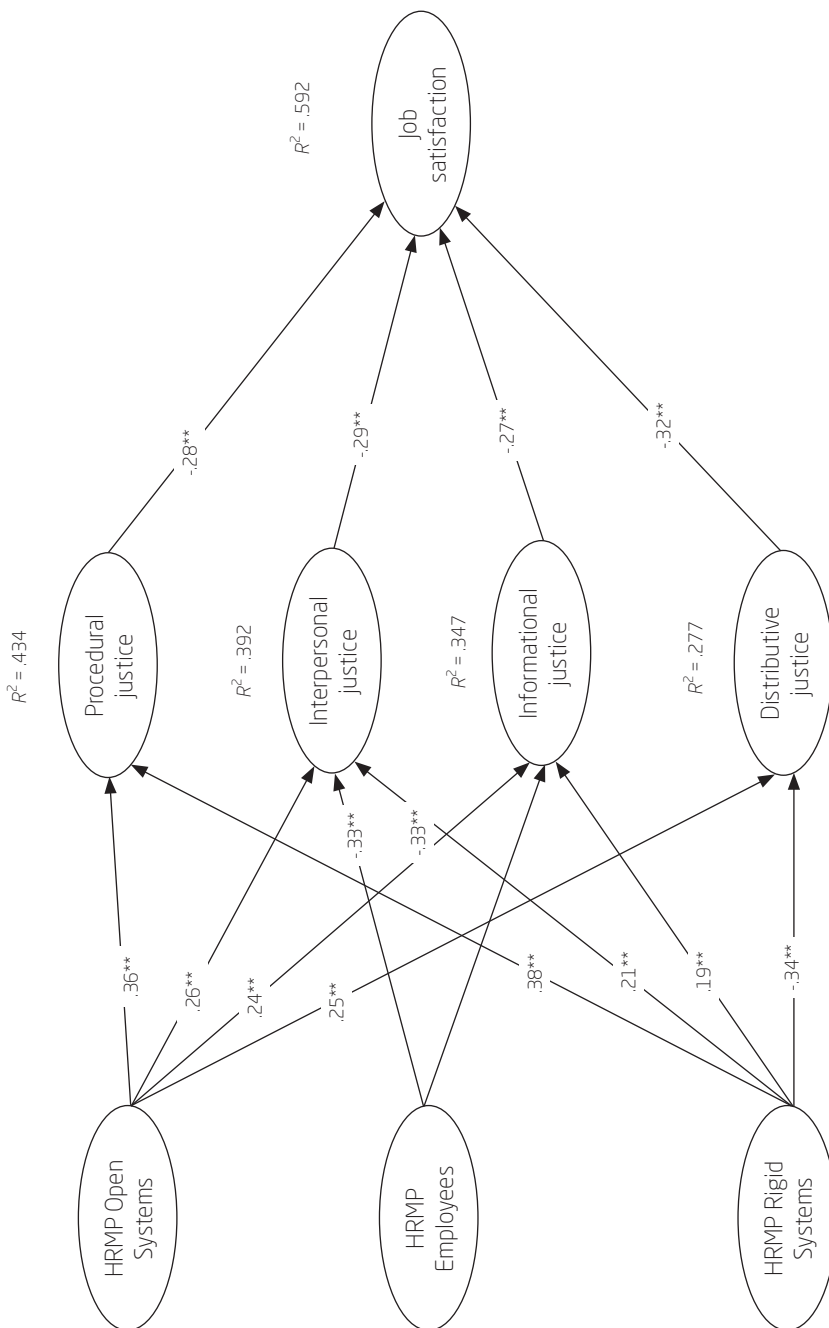 HRMP Open
Systems
HRMP
Employees
HRMP Rigid
Systems
.36**
.26**
.24**
.25**
-.33**
-.33**
.38**
.21**
.19**
-.34**
R² = .434
Procedural
justice
R² = .392
Interpersonal
justice
R² = .347
Informational
justice
R² = .277
Distributive
justice
-.28**
-.29**
-.27**
-.32**
R² = .592
Job
satisfaction